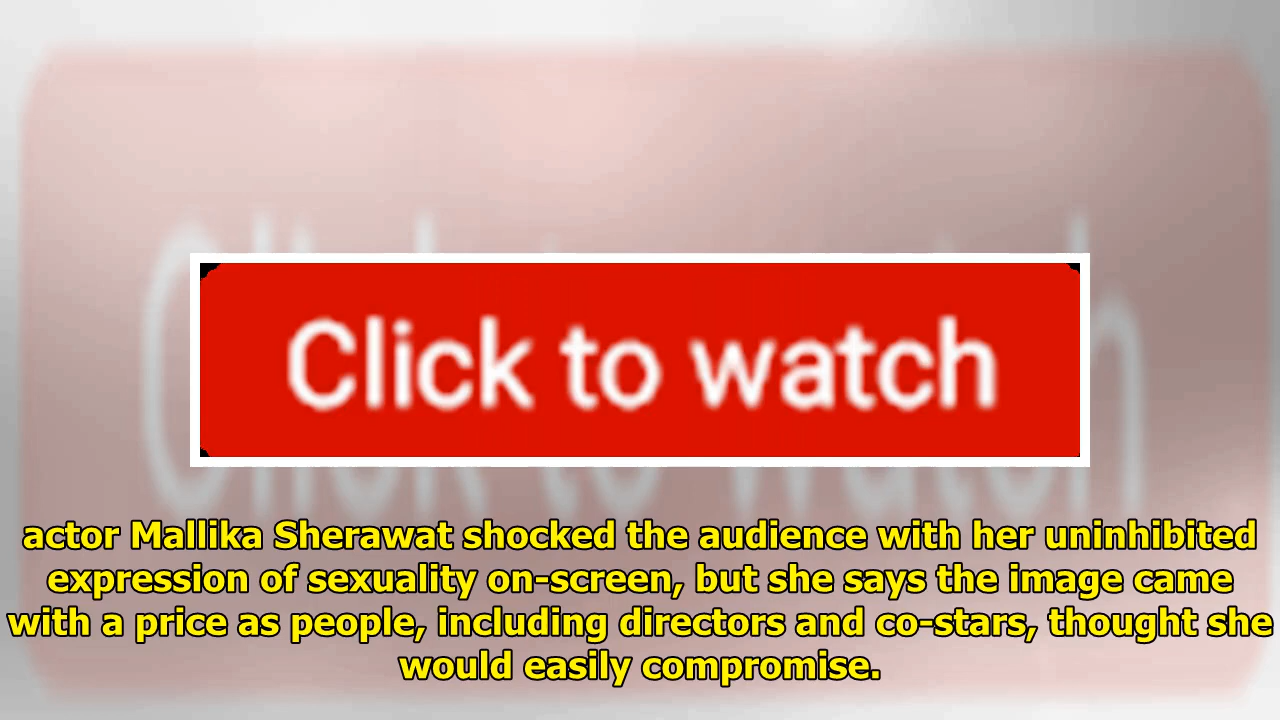 Click to watch
actor Mallika Sherawat shocked the audience with her uninhibited
expression of sexuality on-screen, but she says the image came
with a price as people, including directors and co-stars, thought she
would easily compromise.